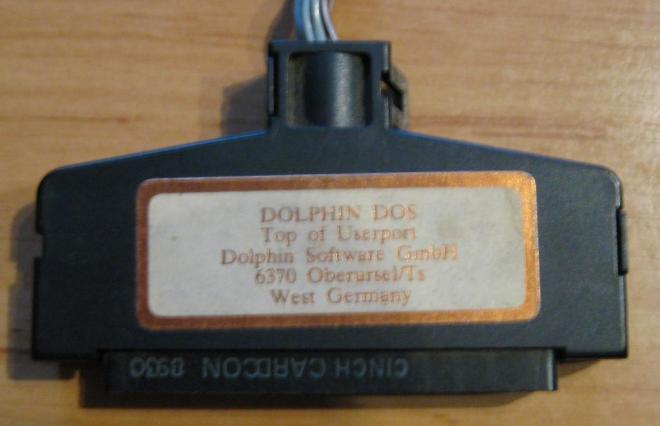 DOLPHIN DOS
Top of Userport
Dolphin Software GmbH
6370 Oberursel/Ts
West Germany
CINCH CARDCON 8930